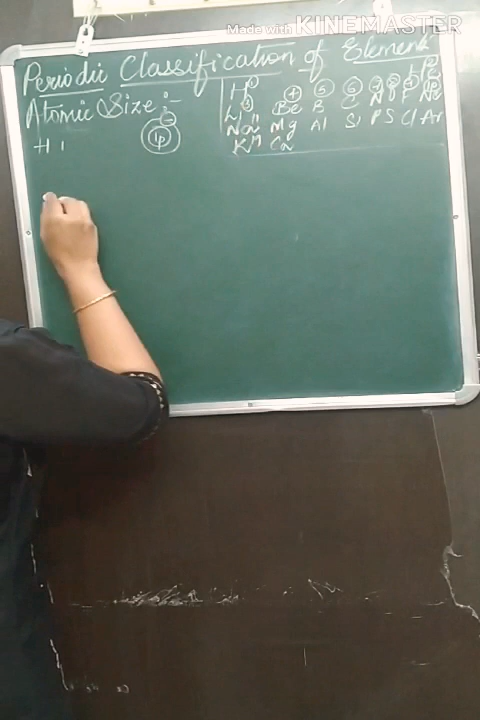 Made with KINEMASTER
Periodic Classification of Element
Atomic Size :-
H
Li Be B C N F Ne
Na Mg Al Si P S Cl Ar
K Ca
H 1